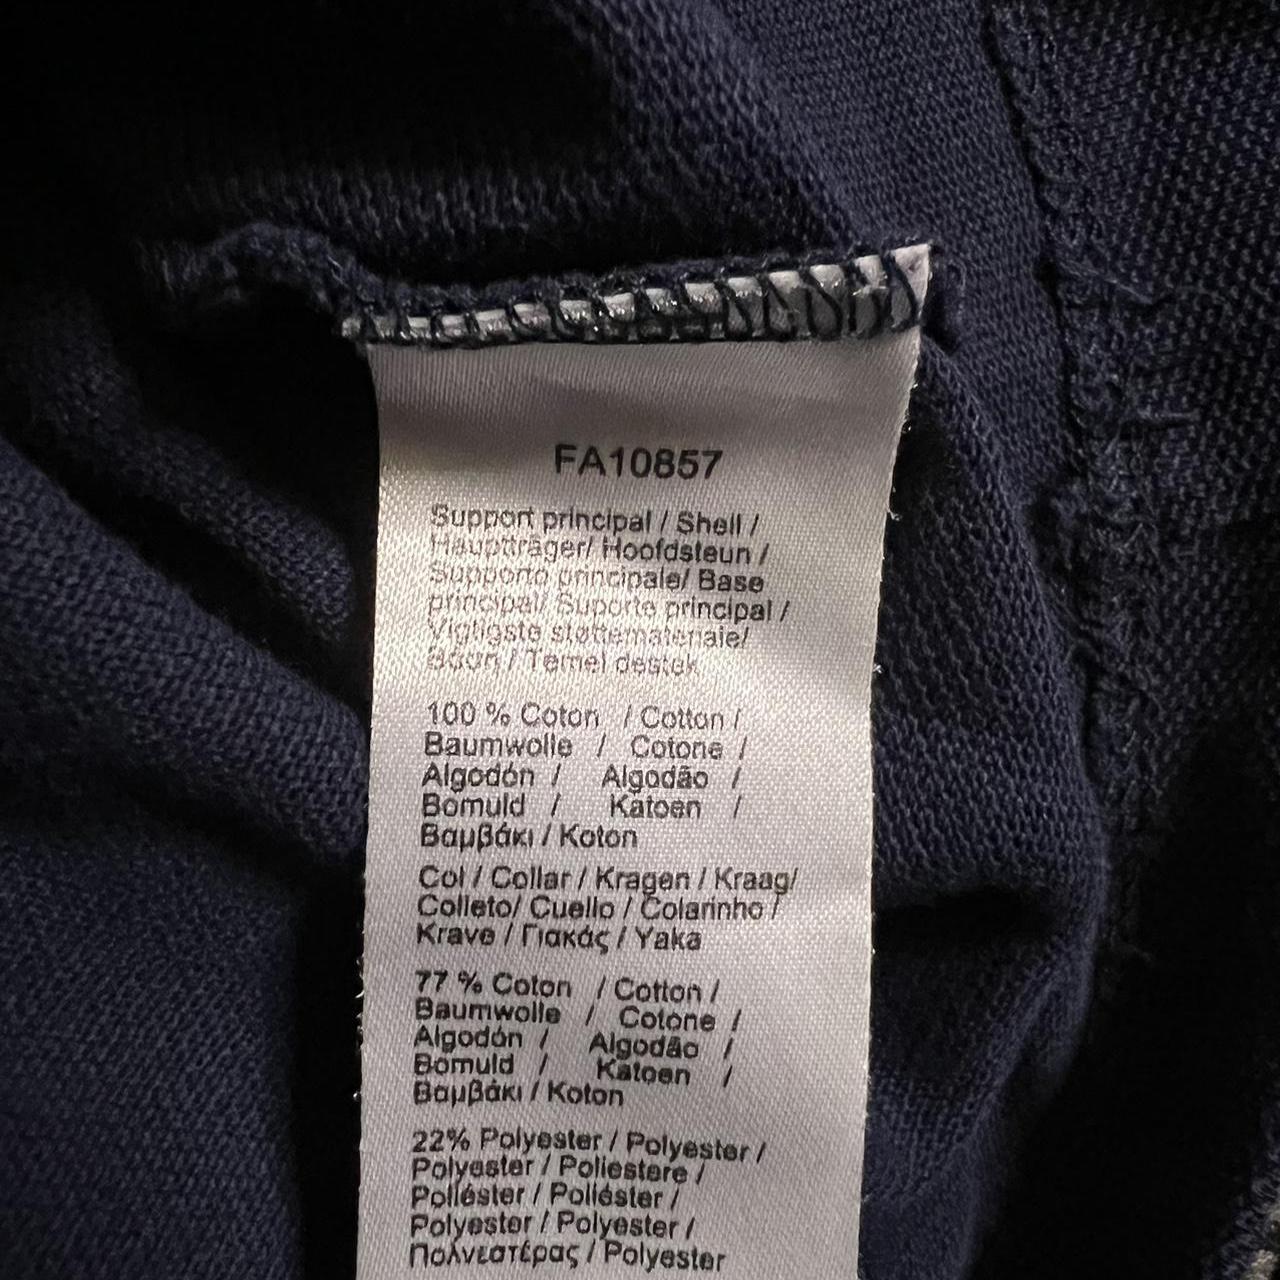 FA10857
Support principal / Shell /
Hauptträger/ Hoofdsteun /
Supporto principale/ Base
principal/ Suporte principal /
Vigtigste støttemateriale/
Βάση / Temel destek
100 % Coton / Cotton /
Baumwolle / Cotone /
Algodón / Algodão /
Bomuld / Katoen /
Βαμβάκι / Koton
Col / Collar / Kragen / Kraag/
Colleto/ Cuello / Colarinho /
Krave / Γιακάς / Yaka
77 % Coton / Cotton /
Baumwolle / Cotone /
Algodón / Algodão /
Bomuld / Katoen /
Βαμβάκι / Koton
22% Polyester / Polyester /
Polyester / Poliestere /
Poliéster / Poliéster /
Polyester / Polyester /
Πολυεστέρας / Polyester